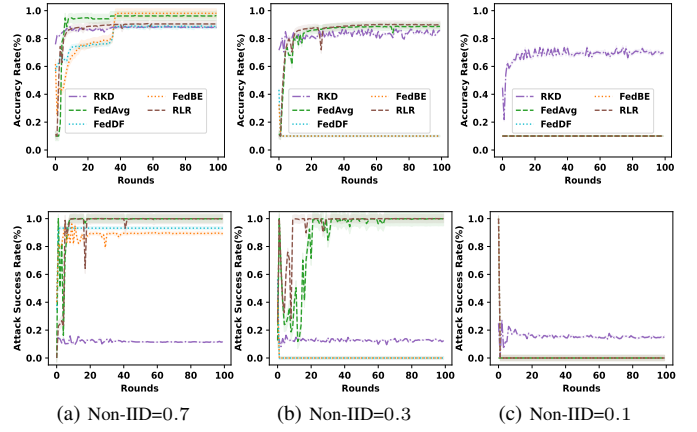 1.0
0.8
0.6
0.4
0.2
0.0
Accuracy Rate(%)
RKD
FedAvg
FedDF
FedBE
RLR
0 20 40 60 80 100
Rounds
1.0
0.8
0.6
0.4
0.2
0.0
Accuracy Rate(%)
RKD
FedAvg
FedDF
FedBE
RLR
0 20 40 60 80 100
Rounds
1.0
0.8
0.6
0.4
0.2
0.0
Accuracy Rate(%)
RKD
FedAvg
FedDF
FedBE
RLR
0 20 40 60 80 100
Rounds
1.0
0.8
0.6
0.4
0.2
0.0
Attack Success Rate(%)
0 20 40 60 80 100
Rounds
1.0
0.8
0.6
0.4
0.2
0.0
Attack Success Rate(%)
0 20 40 60 80 100
Rounds
1.0
0.8
0.6
0.4
0.2
0.0
Attack Success Rate(%)
0 20 40 60 80 100
Rounds
(a) Non-IID=0.7
(b) Non-IID=0.3
(c) Non-IID=0.1